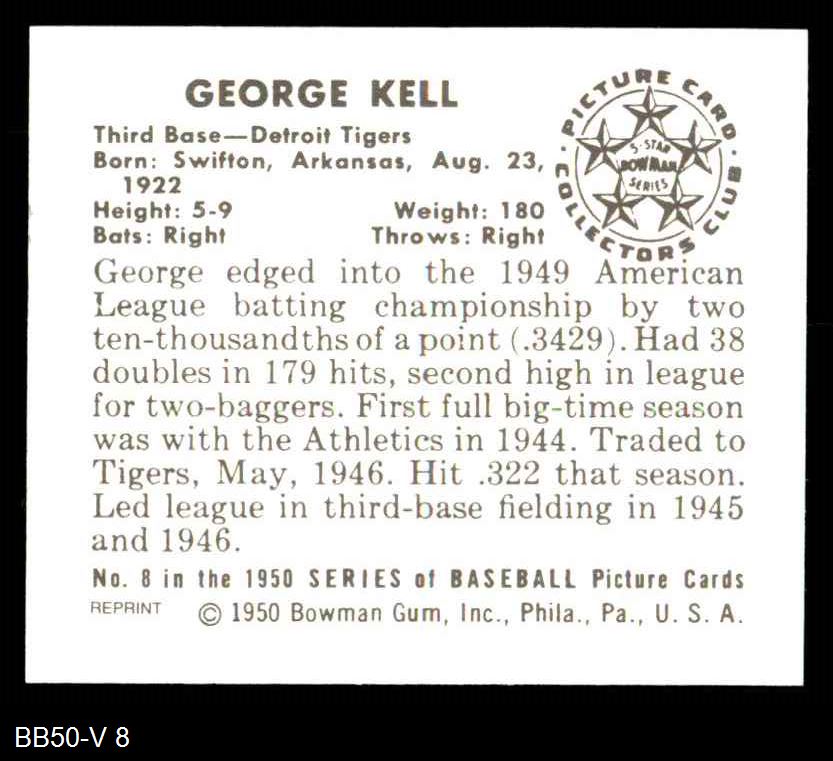 GEORGE KELL
Third Base—Detroit Tigers
Born: Swifton, Arkansas, Aug. 23,
1922
Height: 5-9 Weight: 180
Bats: Right Throws: Right
PICTURE CARD
COLLECTORS CLUB
5-STAR
BOWMAN
SERIES
George edged into the 1949 American
League batting championship by two
ten-thousandths of a point (.3429). Had 38
doubles in 179 hits, second high in league
for two-baggers. First full big-time season
was with the Athletics in 1944. Traded to
Tigers, May, 1946. Hit .322 that season.
Led league in third-base fielding in 1945
and 1946.
No. 8 in the 1950 SERIES of BASEBALL Picture Cards
REPRINT © 1950 Bowman Gum, Inc., Phila., Pa., U. S. A.
BB50-V 8